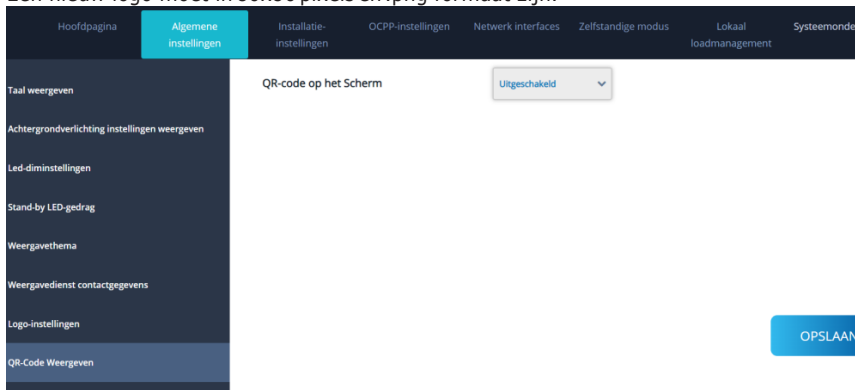 Hoofdpagina
Algemene instellingen
Installatie-instellingen
OCPP-instellingen
Netwerk interfaces
Zelfstandige modus
Lokaal loadmanagement
Taal weergeven
QR-code op het Scherm
Uitgeschakeld
Achtergrondverlichting instellingen weergeven
Led-diminstellingen
Stand-by LED-gedrag
Weergavethema
Weergavedienst contactgegevens
Logo-instellingen
OPSLAAN
QR-Code Weergeven